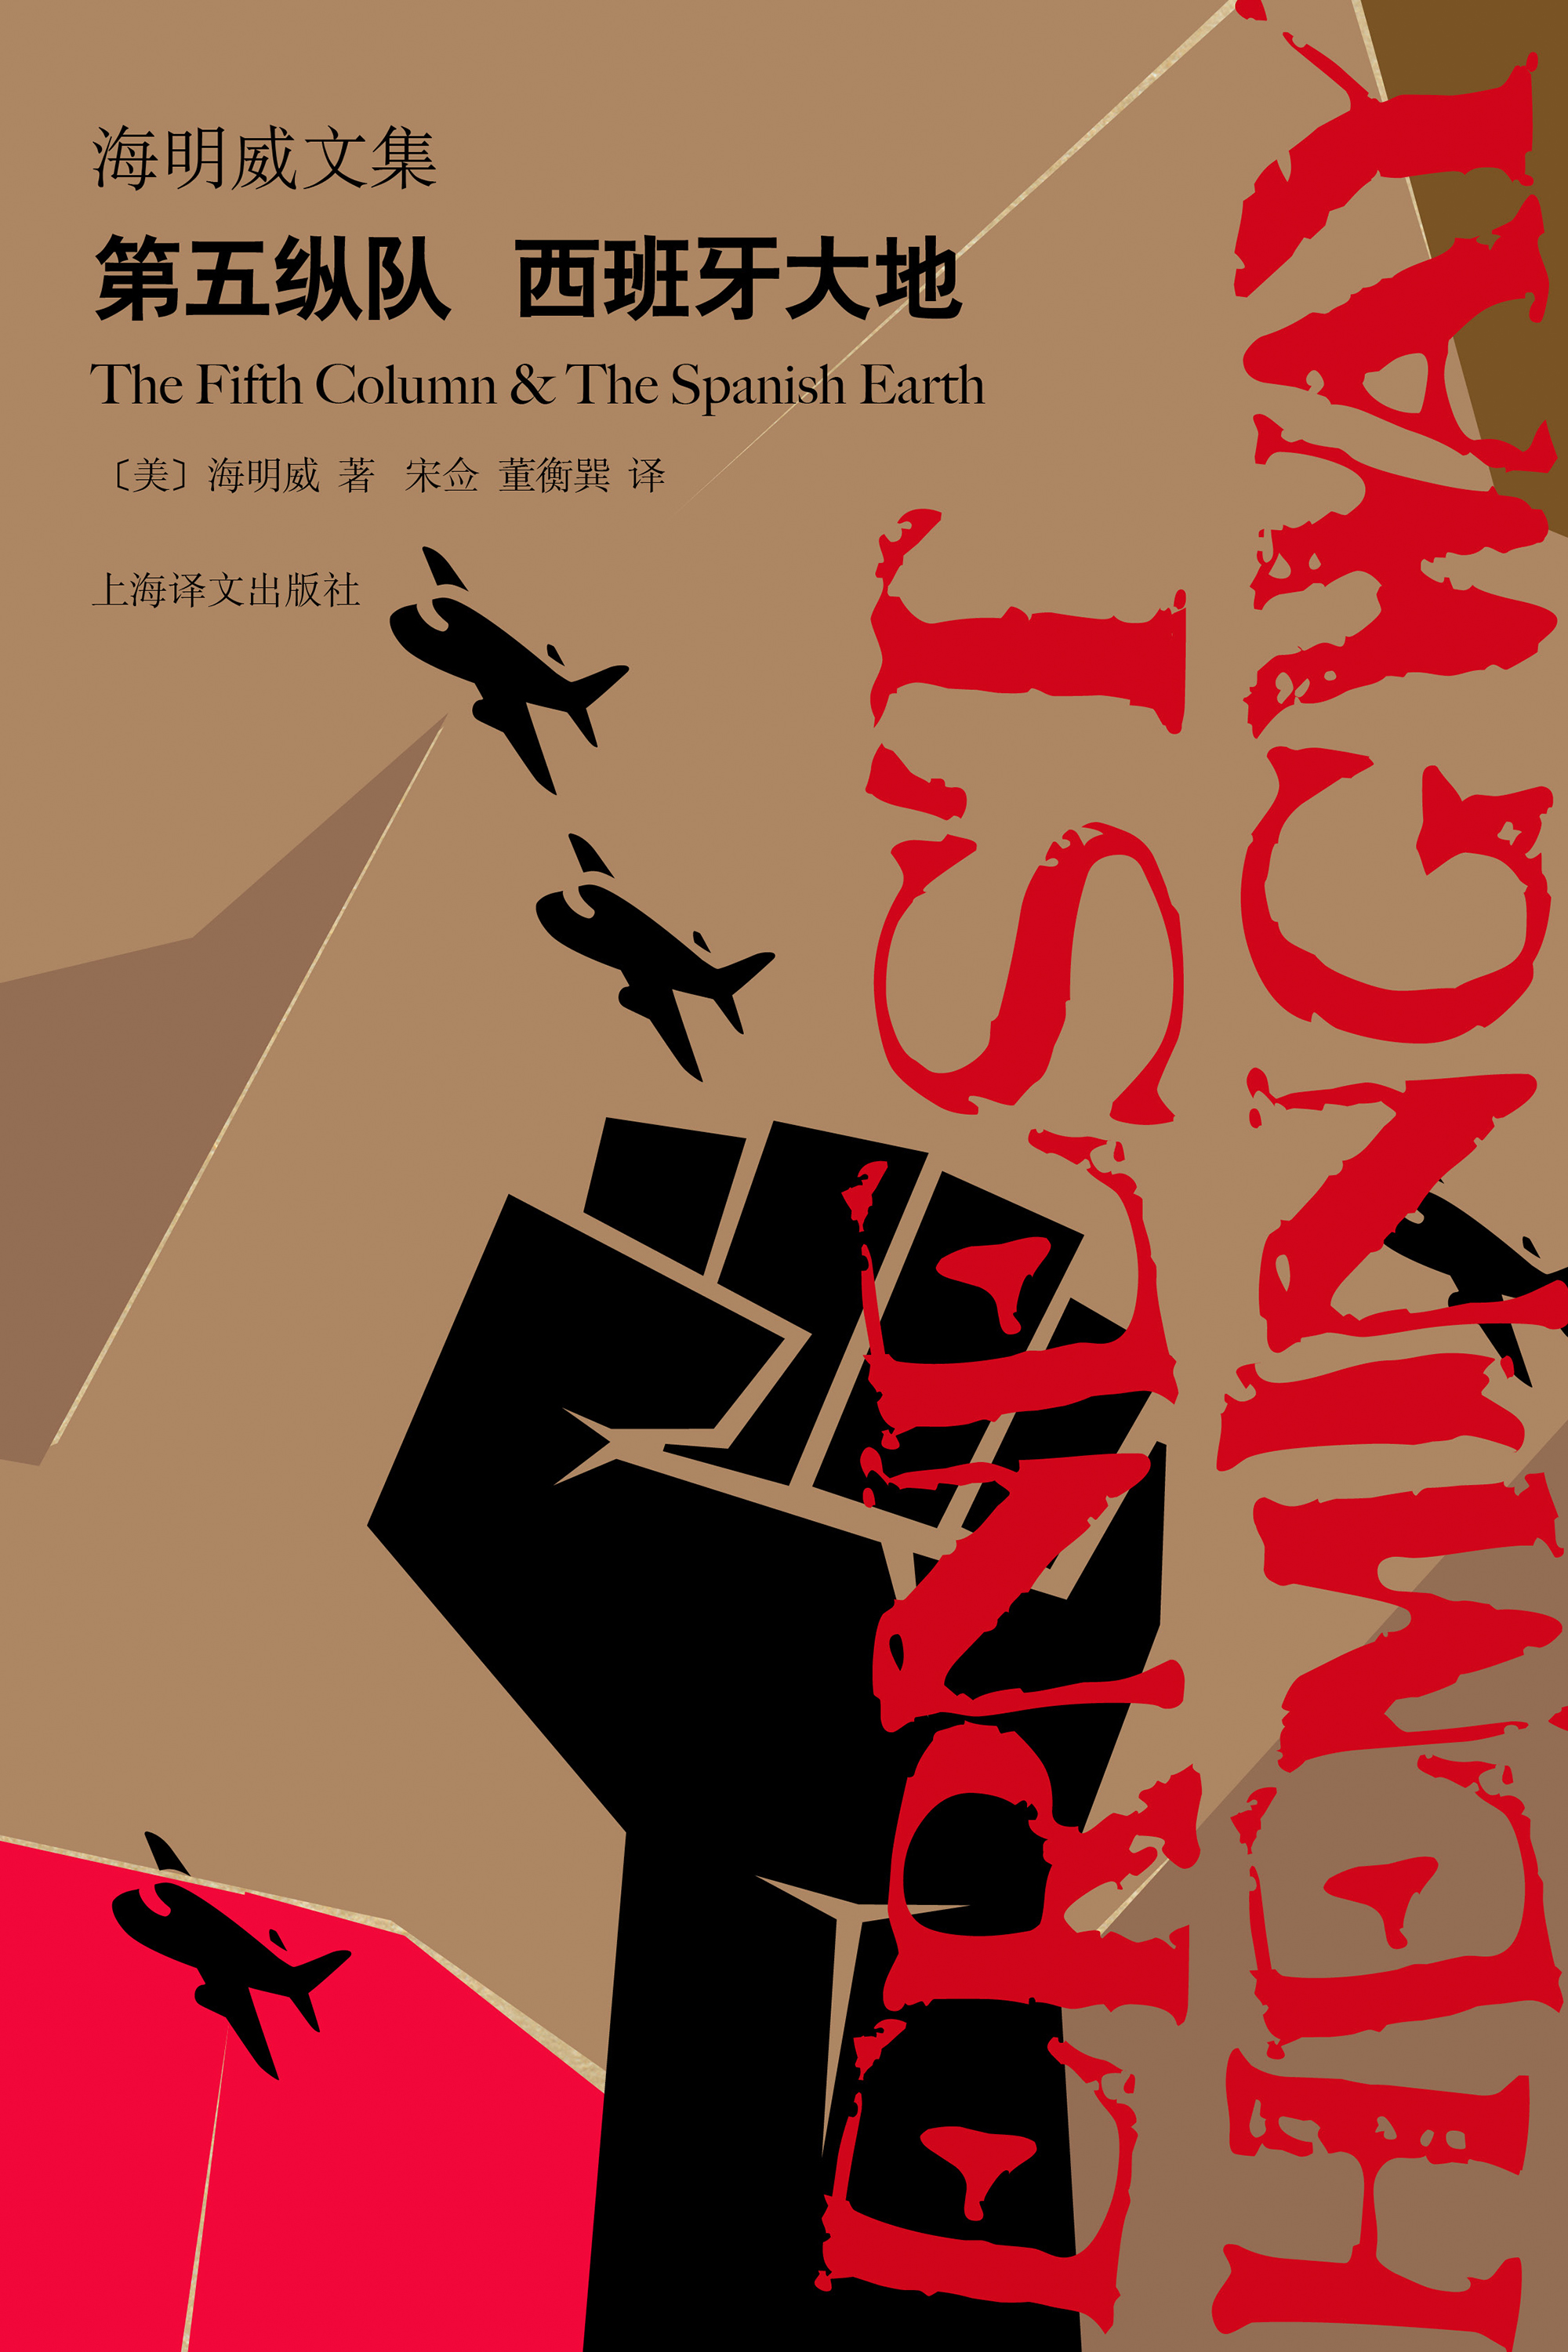 海明威文集
第五纵队 西班牙大地
The Fifth Column & The Spanish Earth
〔美〕海明威 著 宋佥 董衡巽 译
上海译文出版社
ERNEST
HEMINGWAY